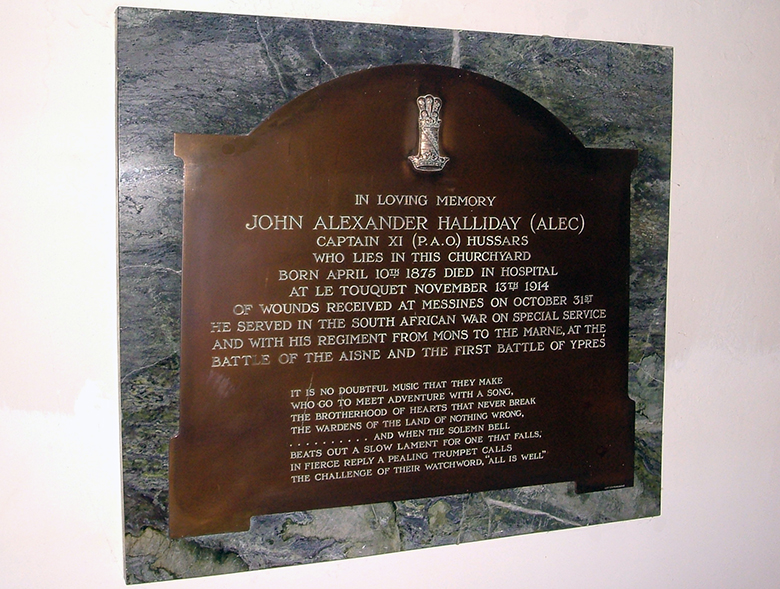 IN LOVING MEMORY
JOHN ALEXANDER HALLIDAY (ALEC)
CAPTAIN XI (P.A.O.) HUSSARS
WHO LIES IN THIS CHURCHYARD
BORN APRIL 10TH 1875 DIED IN HOSPITAL
AT LE TOUQUET NOVEMBER 13TH 1914
OF WOUNDS RECEIVED AT MESSINES ON OCTOBER 31ST
HE SERVED IN THE SOUTH AFRICAN WAR ON SPECIAL SERVICE
AND WITH HIS REGIMENT FROM MONS TO THE MARNE, AT THE
BATTLE OF THE AISNE AND THE FIRST BATTLE OF YPRES
IT IS NO DOUBTFUL MUSIC THAT THEY MAKE
WHO GO TO MEET ADVENTURE WITH A SONG,
THE BROTHERHOOD OF HEARTS THAT NEVER BREAK
THE WARDENS OF THE LAND OF NOTHING WRONG,
.......... AND WHEN THE SOLEMN BELL
BEATS OUT A SLOW LAMENT FOR ONE THAT FALLS,
IN FIERCE REPLY A PEALING TRUMPET CALLS
THE CHALLENGE OF THEIR WATCHWORD, "ALL IS WELL"